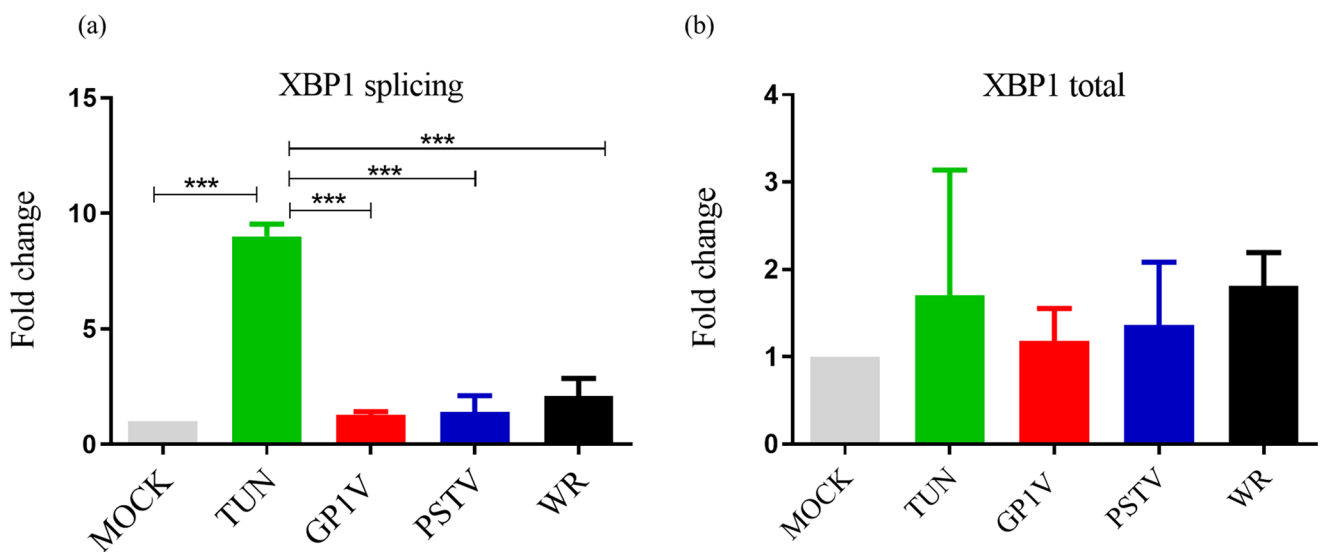 (a)
XBP1 splicing
Fold change
15
10
5
0
***
***
***
***
MOCK
TUN
GP1V
PSTV
WR
(b)
XBP1 total
Fold change
4
3
2
1
0
MOCK
TUN
GP1V
PSTV
WR